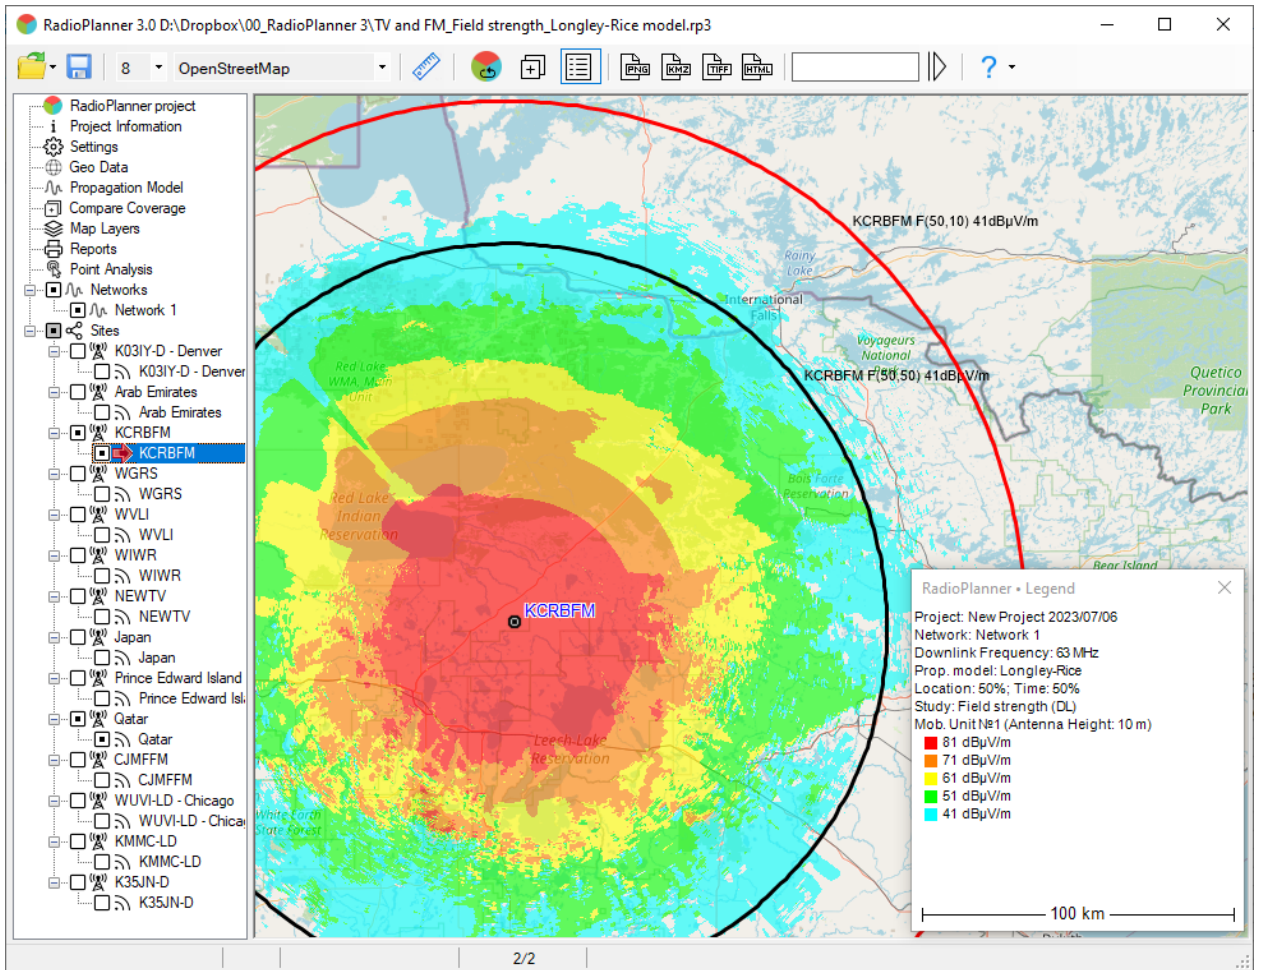 RadioPlanner 3.0 D:\Dropbox\00_RadioPlanner 3\TV and FM_Field strength_Longley-Rice model.rp3
8
OpenStreetMap
PNG
KMZ
TIFF
HTML
?
RadioPlanner project
i Project Information
Settings
Geo Data
Propagation Model
Compare Coverage
Map Layers
Reports
Point Analysis
Networks
Network 1
Sites
K03IY-D - Denver
K03IY-D - Denver
Arab Emirates
Arab Emirates
KCRBFM
KCRBFM
WGRS
WGRS
WVLI
WVLI
WIWR
WIWR
NEWTV
NEWTV
Japan
Japan
Prince Edward Island
Prince Edward Isl
Qatar
Qatar
CJMFFM
CJMFFM
WUVI-LD - Chicago
WUVI-LD - Chica
KMMC-LD
KMMC-LD
K35JN-D
K35JN-D
KCRBFM F(50,10) 41dBµV/m
Rainy
Lake
International
Falls
Voyageurs
National
KCRBFM F(50,50) 41dBµV/m
Quetico
Provincial
Park
Red Lake
WMA, Main
Unit
Bois Forte
Reservation
Red Lake
Indian
Reservation
Bear Island
KCRBFM
Leech Lake
Reservation
White Earth
State Forest
RadioPlanner • Legend
Project: New Project 2023/07/06
Network: Network 1
Downlink Frequency: 63 MHz
Prop. model: Longley-Rice
Location: 50%; Time: 50%
Study: Field strength (DL)
Mob. Unit №1 (Antenna Height: 10 m)
81 dBµV/m
71 dBµV/m
61 dBµV/m
51 dBµV/m
41 dBµV/m
100 km
2/2